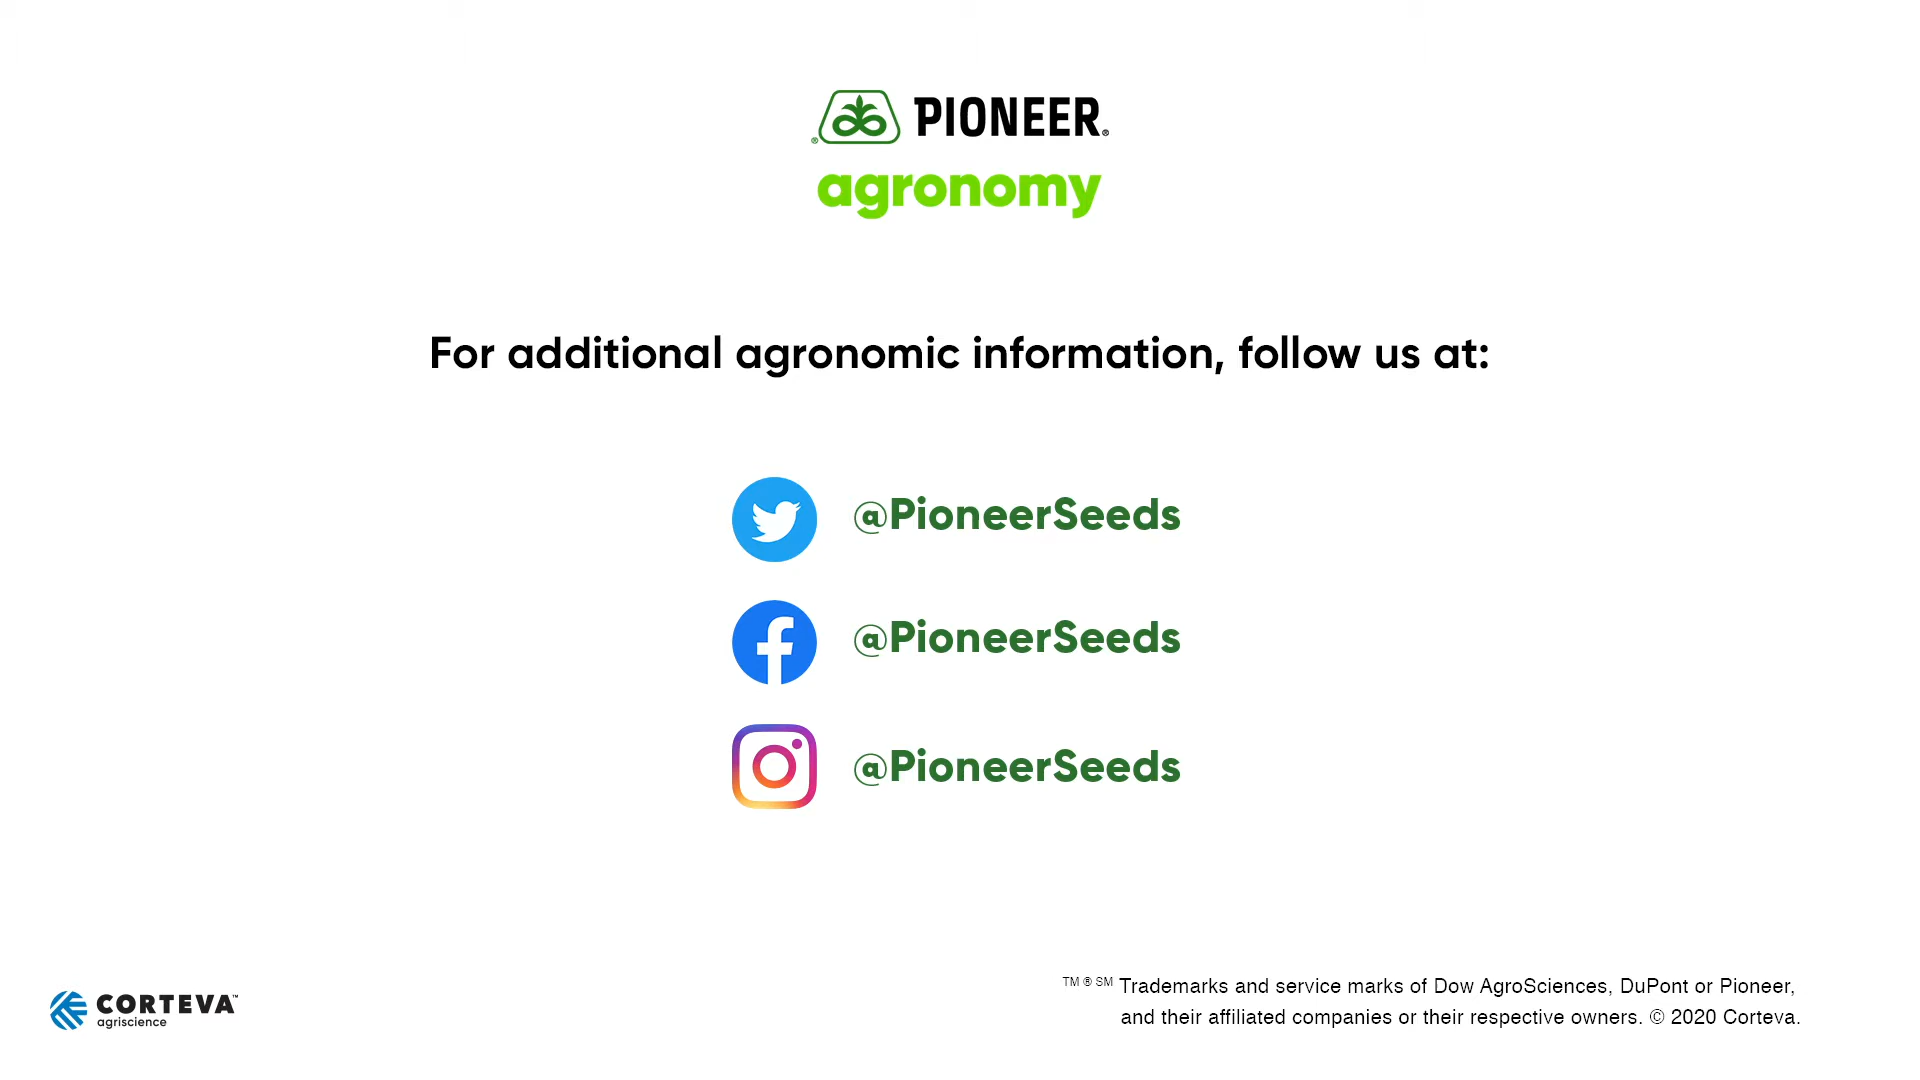 PIONEER®
®
agronomy
For additional agronomic information, follow us at:
@PioneerSeeds
@PioneerSeeds
@PioneerSeeds
CORTEVA™
agriscience
TM ® SM Trademarks and service marks of Dow AgroSciences, DuPont or Pioneer,
and their affiliated companies or their respective owners. © 2020 Corteva.